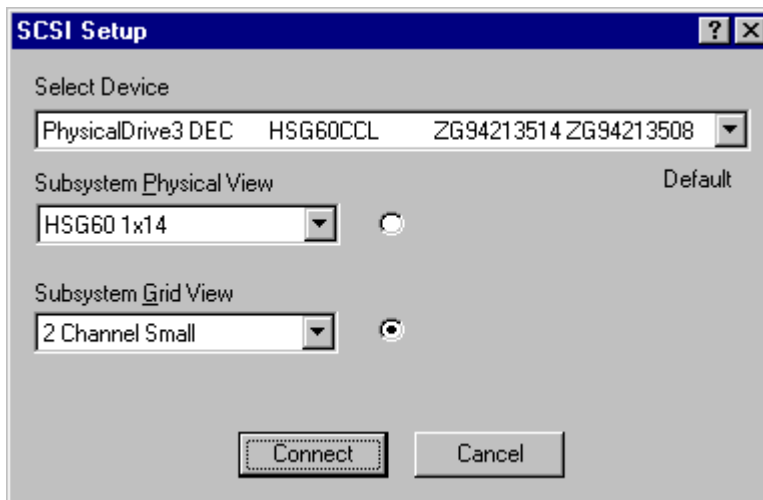 SCSI Setup
Select Device
PhysicalDrive3 DEC HSG60CCL ZG94213514 ZG94213508
Subsystem Physical View
Default
HSG60 1x14
Subsystem Grid View
2 Channel Small
Connect
Cancel